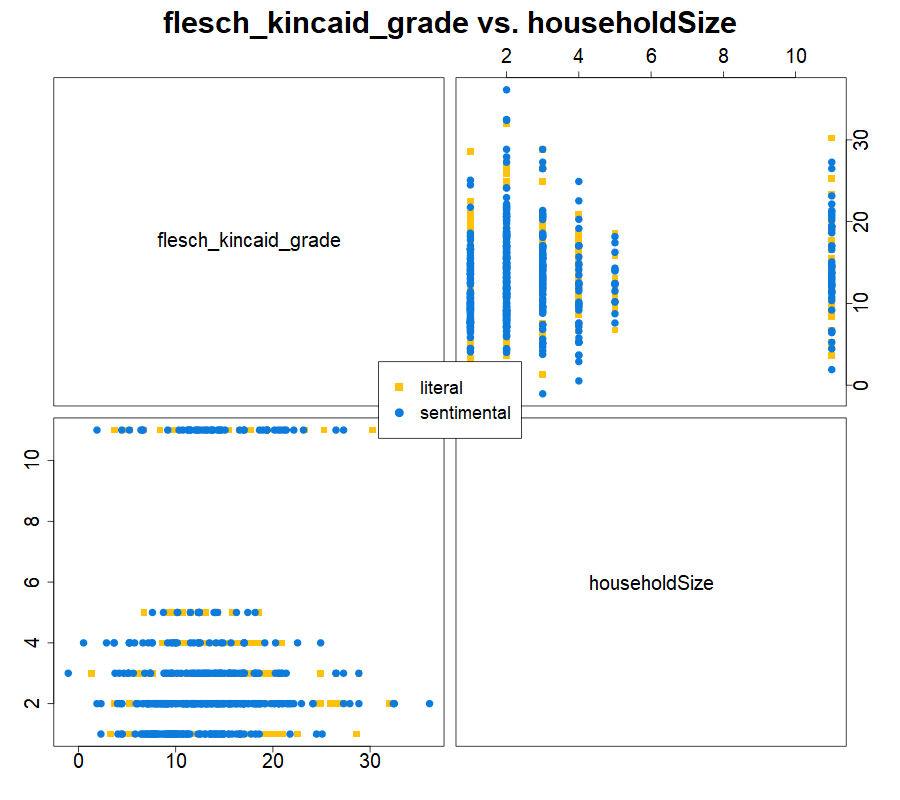 flesch_kincaid_grade vs. householdSize
2 4 6 8 10
flesch_kincaid_grade
30
20
10
0
literal
sentimental
10
8
6
4
2
householdSize
0 10 20 30